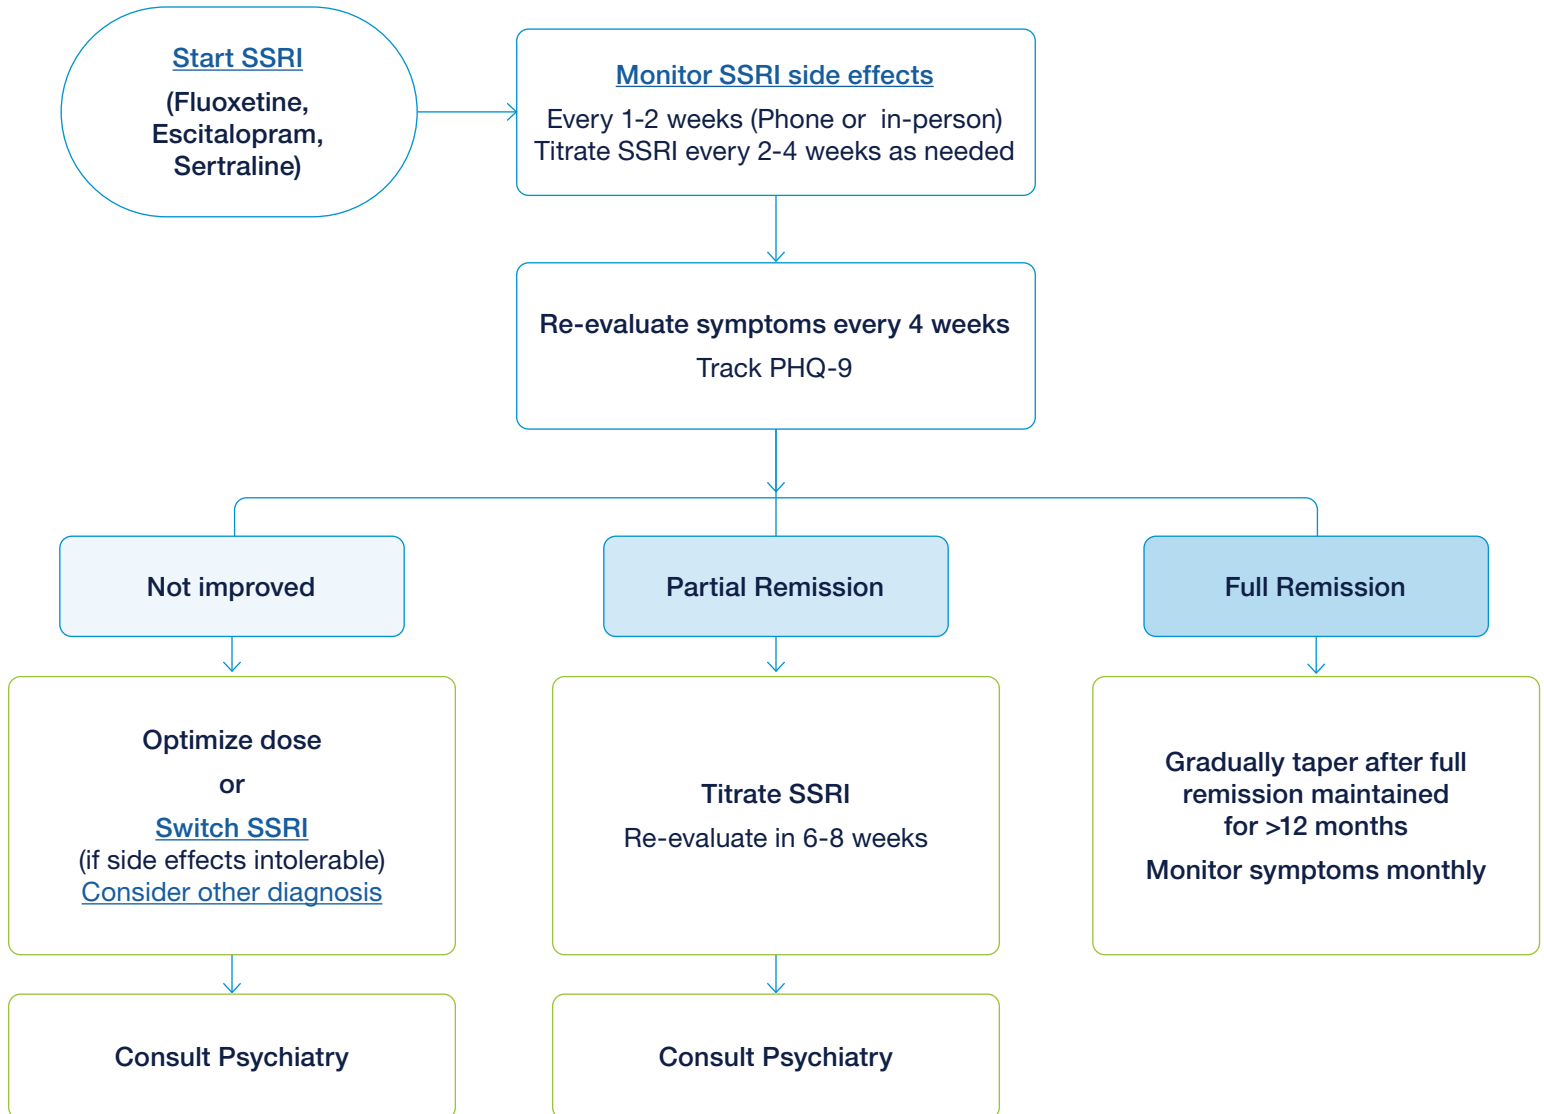 Start SSRI
(Fluoxetine,
Escitalopram,
Sertraline)
Monitor SSRI side effects
Every 1-2 weeks (Phone or in-person)
Titrate SSRI every 2-4 weeks as needed
Re-evaluate symptoms every 4 weeks
Track PHQ-9
Not improved
Partial Remission
Full Remission
Optimize dose
or
Switch SSRI
(if side effects intolerable)
Consider other diagnosis
Titrate SSRI
Re-evaluate in 6-8 weeks
Gradually taper after full
remission maintained
for >12 months
Monitor symptoms monthly
Consult Psychiatry
Consult Psychiatry